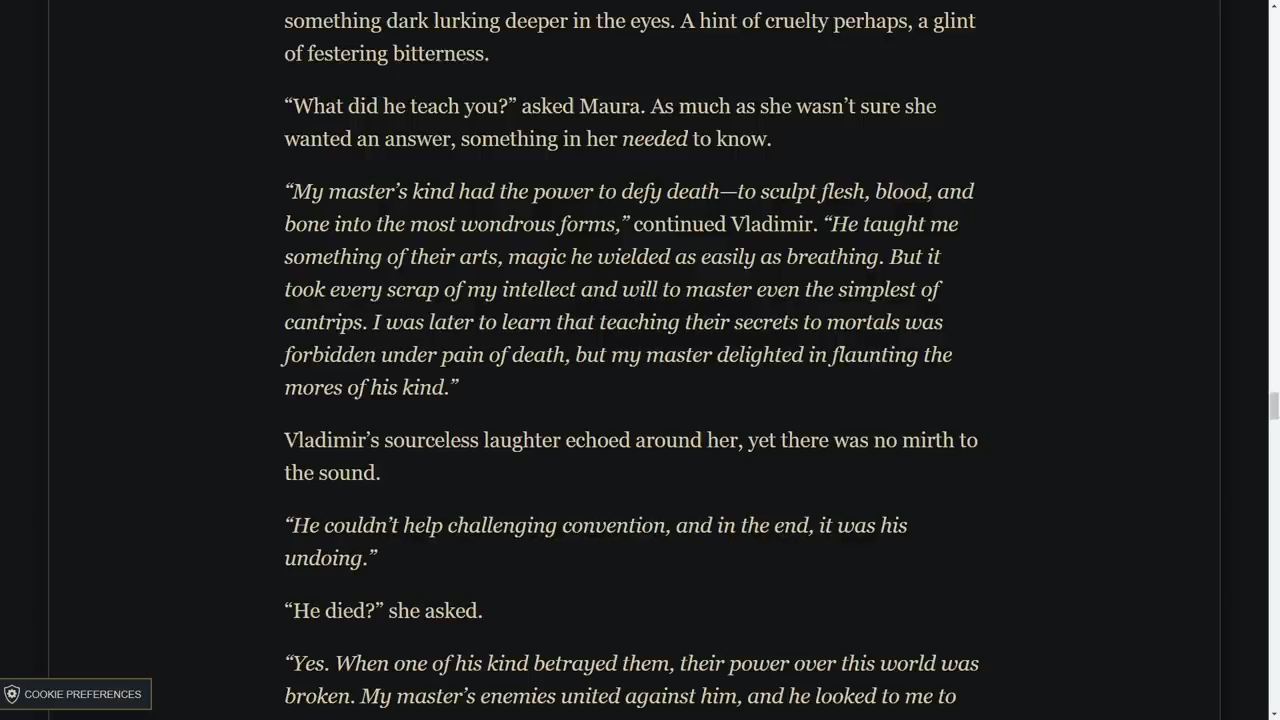 something dark lurking deeper in the eyes. A hint of cruelty perhaps, a glint
of festering bitterness.
“What did he teach you?” asked Maura. As much as she wasn’t sure she
wanted an answer, something in her needed to know.
“My master’s kind had the power to defy death—to sculpt flesh, blood, and
bone into the most wondrous forms,” continued Vladimir. “He taught me
something of their arts, magic he wielded as easily as breathing. But it
took every scrap of my intellect and will to master even the simplest of
cantrips. I was later to learn that teaching their secrets to mortals was
forbidden under pain of death, but my master delighted in flaunting the
mores of his kind.”
Vladimir’s sourceless laughter echoed around her, yet there was no mirth to
the sound.
“He couldn’t help challenging convention, and in the end, it was his
undoing.”
“He died?” she asked.
“Yes. When one of his kind betrayed them, their power over this world was
broken. My master’s enemies united against him, and he looked to me to
COOKIE PREFERENCES